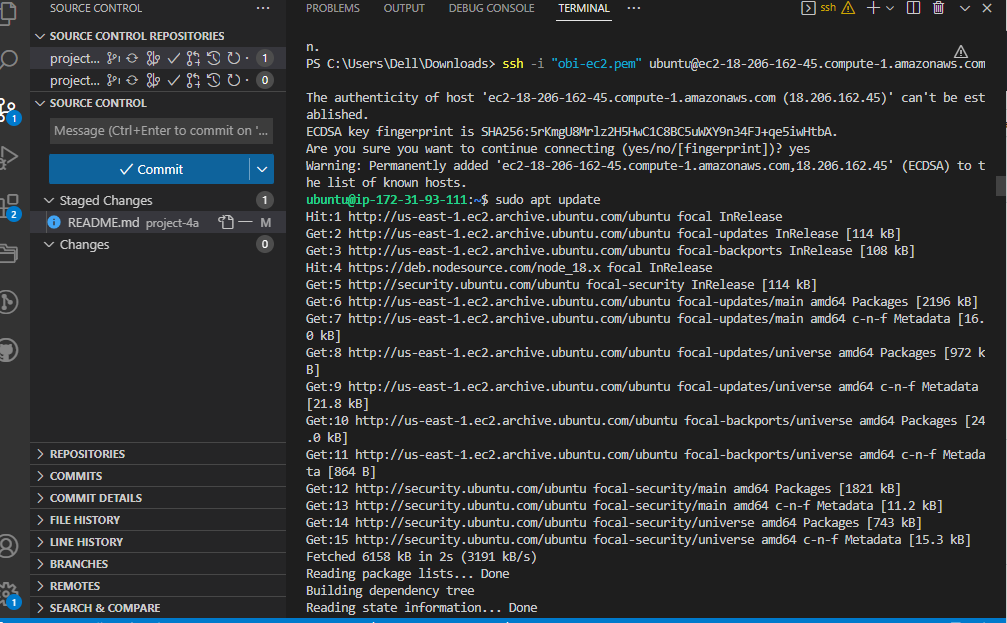 SOURCE CONTROL ···
SOURCE CONTROL REPOSITORIES
project... · 1
project... · 0
SOURCE CONTROL
Message (Ctrl+Enter to commit on '...
Commit
Staged Changes 1
README.md project-4a M
Changes 0
REPOSITORIES
COMMITS
COMMIT DETAILS
FILE HISTORY
LINE HISTORY
BRANCHES
REMOTES
SEARCH & COMPARE
1
2
1
PROBLEMS OUTPUT DEBUG CONSOLE TERMINAL ··· ssh
n.
PS C:\Users\Dell\Downloads> ssh -i "obi-ec2.pem" ubuntu@ec2-18-206-162-45.compute-1.amazonaws.com
The authenticity of host 'ec2-18-206-162-45.compute-1.amazonaws.com (18.206.162.45)' can't be est
ablished.
ECDSA key fingerprint is SHA256:5rKmgU8Mrlz2H5HwC1C8BC5uWXY9n34FJ+qe5iwHtbA.
Are you sure you want to continue connecting (yes/no/[fingerprint])? yes
Warning: Permanently added 'ec2-18-206-162-45.compute-1.amazonaws.com,18.206.162.45' (ECDSA) to t
he list of known hosts.
ubuntu@ip-172-31-93-111:~$ sudo apt update
Hit:1 http://us-east-1.ec2.archive.ubuntu.com/ubuntu focal InRelease
Get:2 http://us-east-1.ec2.archive.ubuntu.com/ubuntu focal-updates InRelease [114 kB]
Get:3 http://us-east-1.ec2.archive.ubuntu.com/ubuntu focal-backports InRelease [108 kB]
Hit:4 https://deb.nodesource.com/node_18.x focal InRelease
Get:5 http://security.ubuntu.com/ubuntu focal-security InRelease [114 kB]
Get:6 http://us-east-1.ec2.archive.ubuntu.com/ubuntu focal-updates/main amd64 Packages [2196 kB]
Get:7 http://us-east-1.ec2.archive.ubuntu.com/ubuntu focal-updates/main amd64 c-n-f Metadata [16.
0 kB]
Get:8 http://us-east-1.ec2.archive.ubuntu.com/ubuntu focal-updates/universe amd64 Packages [972 k
B]
Get:9 http://us-east-1.ec2.archive.ubuntu.com/ubuntu focal-updates/universe amd64 c-n-f Metadata
[21.8 kB]
Get:10 http://us-east-1.ec2.archive.ubuntu.com/ubuntu focal-backports/universe amd64 Packages [24
.0 kB]
Get:11 http://us-east-1.ec2.archive.ubuntu.com/ubuntu focal-backports/universe amd64 c-n-f Metada
ta [864 B]
Get:12 http://security.ubuntu.com/ubuntu focal-security/main amd64 Packages [1821 kB]
Get:13 http://security.ubuntu.com/ubuntu focal-security/main amd64 c-n-f Metadata [11.2 kB]
Get:14 http://security.ubuntu.com/ubuntu focal-security/universe amd64 Packages [743 kB]
Get:15 http://security.ubuntu.com/ubuntu focal-security/universe amd64 c-n-f Metadata [15.3 kB]
Fetched 6158 kB in 2s (3191 kB/s)
Reading package lists... Done
Building dependency tree
Reading state information... Done